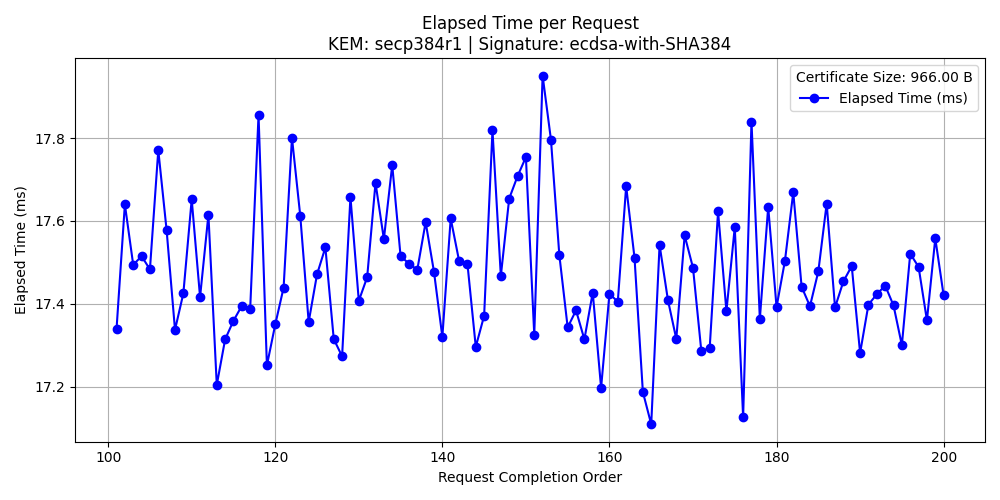 Elapsed Time per Request
KEM: secp384r1 | Signature: ecdsa-with-SHA384
Certificate Size: 966.00 B
Elapsed Time (ms)
17.8
17.6
17.4
17.2
Elapsed Time (ms)
100
120
140
160
180
200
Request Completion Order